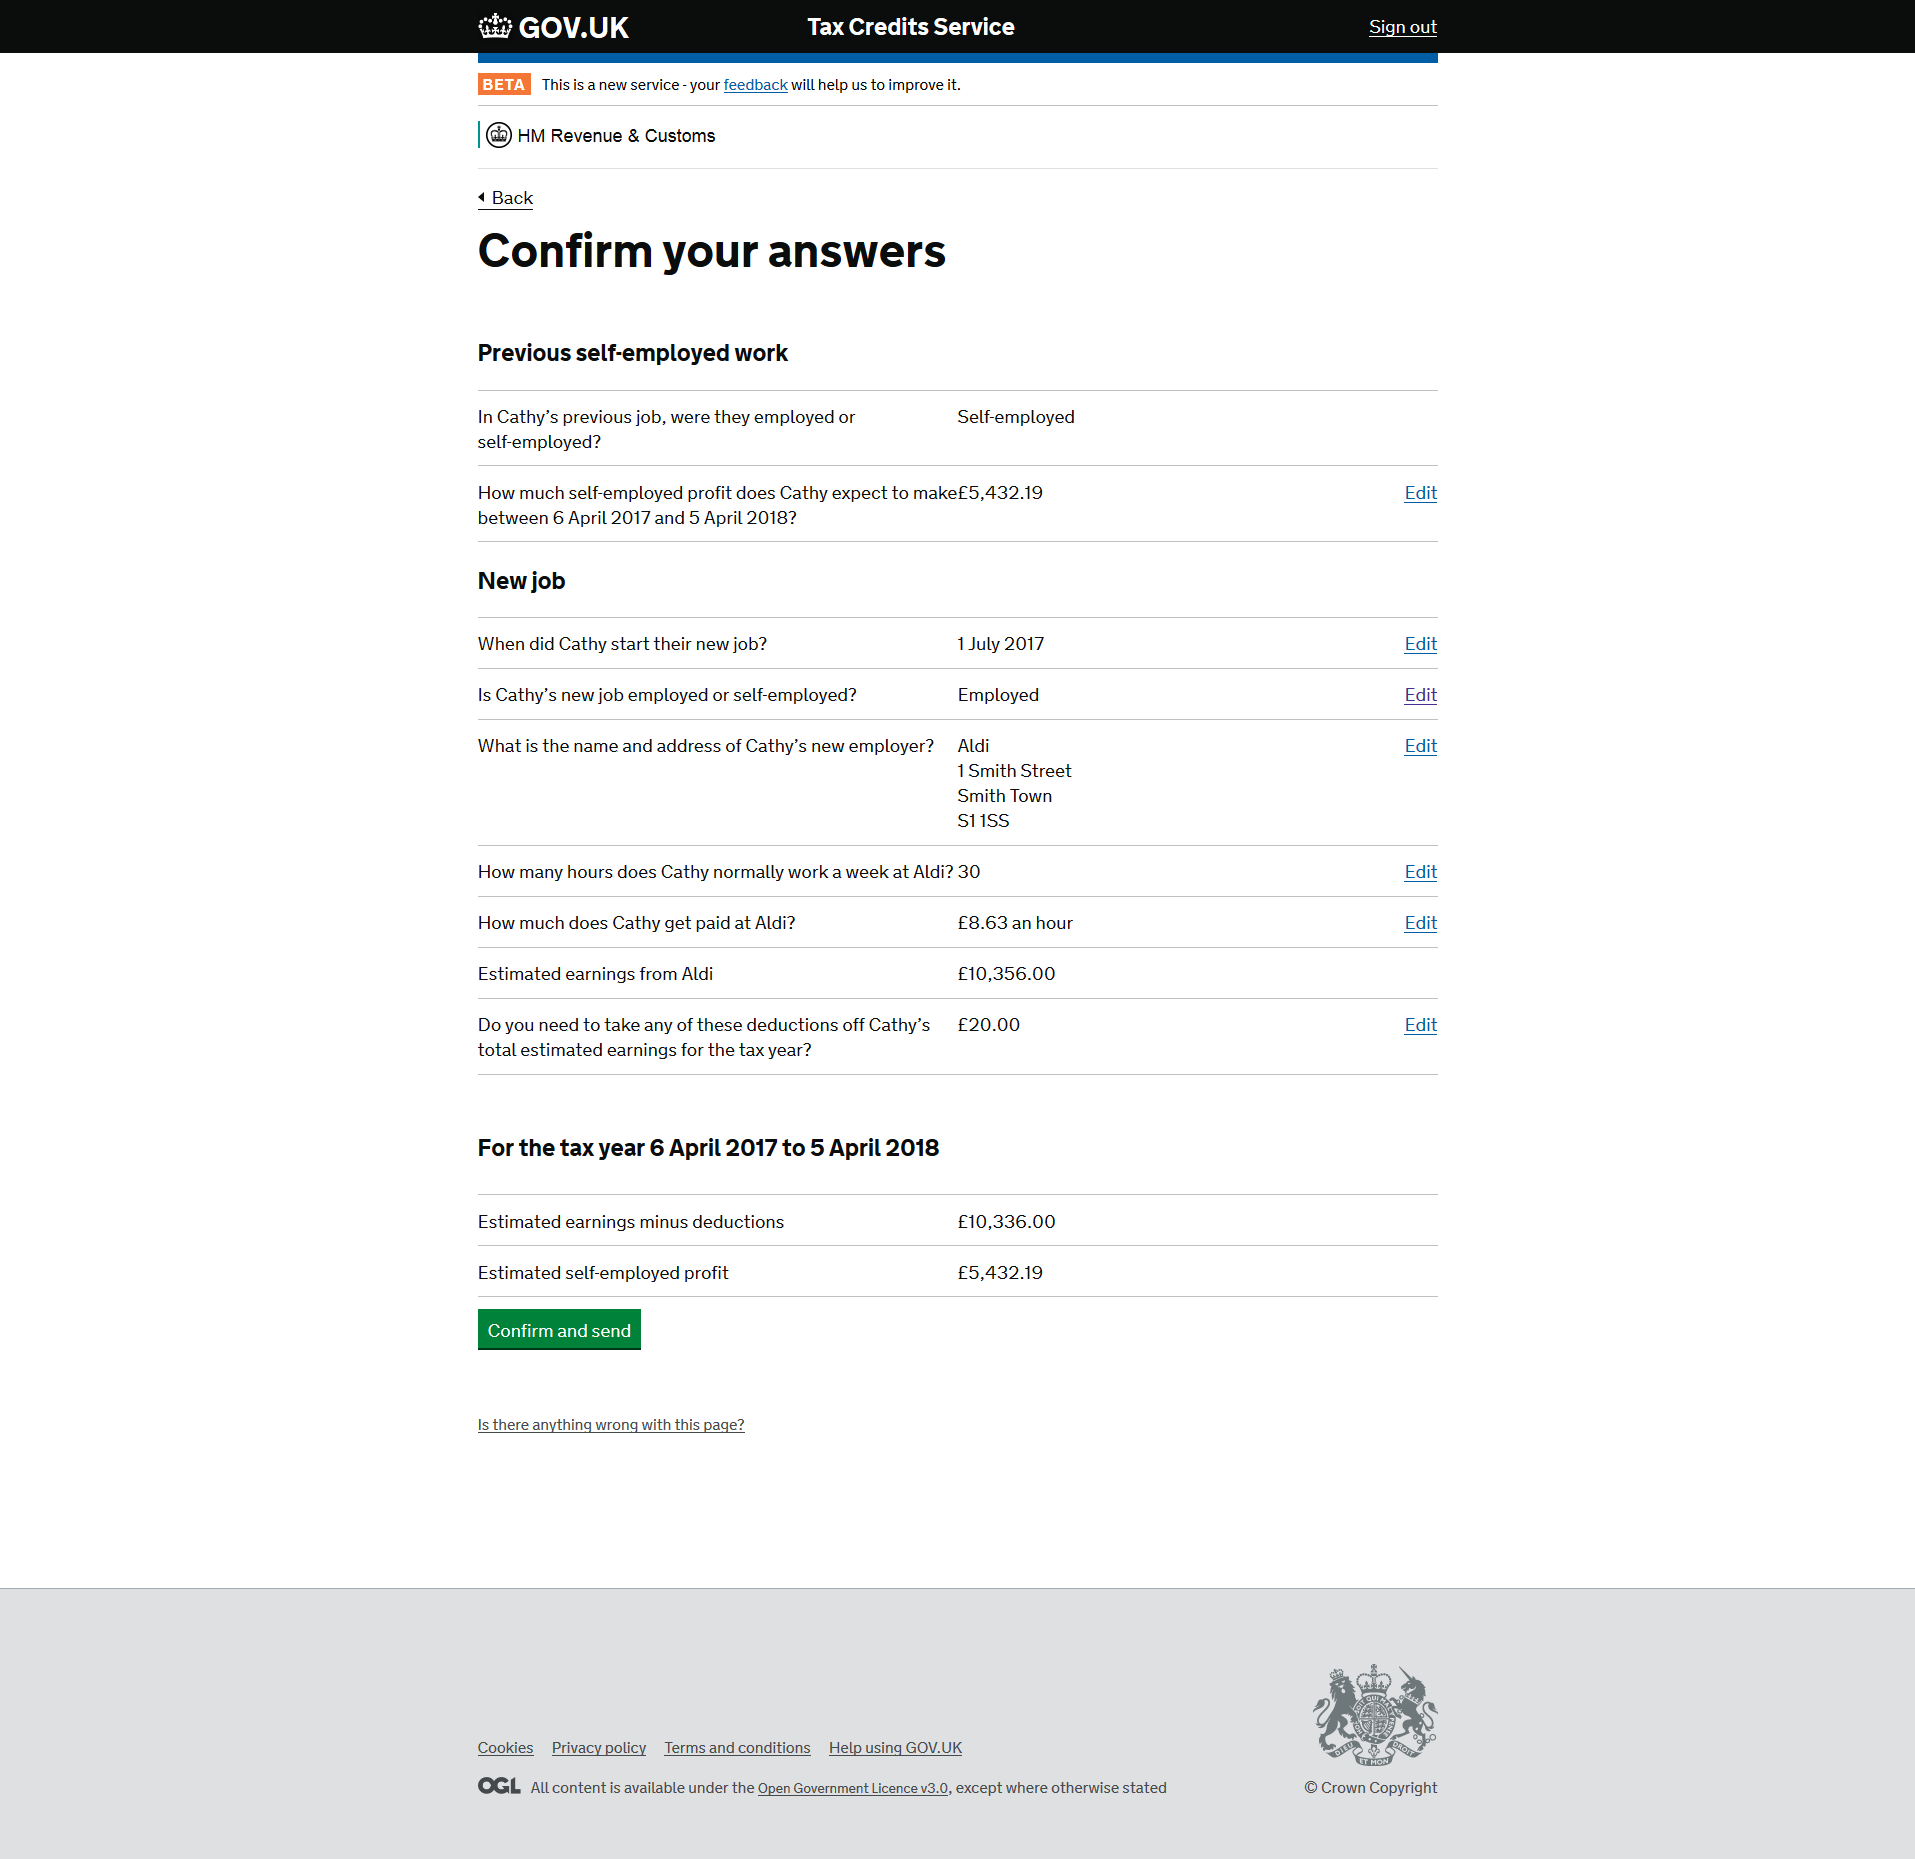 GOV.UK Tax Credits Service Sign out
BETA This is a new service - your feedback will help us to improve it.
HM Revenue & Customs
Back
Confirm your answers
Previous self-employed work
In Cathy’s previous job, were they employed or Self-employed
self-employed?
How much self-employed profit does Cathy expect to make £5,432.19 Edit
between 6 April 2017 and 5 April 2018?
New job
When did Cathy start their new job? 1 July 2017 Edit
Is Cathy’s new job employed or self-employed? Employed Edit
What is the name and address of Cathy’s new employer? Aldi Edit
1 Smith Street
Smith Town
S1 1SS
How many hours does Cathy normally work a week at Aldi? 30 Edit
How much does Cathy get paid at Aldi? £8.63 an hour Edit
Estimated earnings from Aldi £10,356.00
Do you need to take any of these deductions off Cathy’s £20.00 Edit
total estimated earnings for the tax year?
For the tax year 6 April 2017 to 5 April 2018
Estimated earnings minus deductions £10,336.00
Estimated self-employed profit £5,432.19
Confirm and send
Is there anything wrong with this page?
Cookies Privacy policy Terms and conditions Help using GOV.UK
OGL All content is available under the Open Government Licence v3.0, except where otherwise stated © Crown Copyright